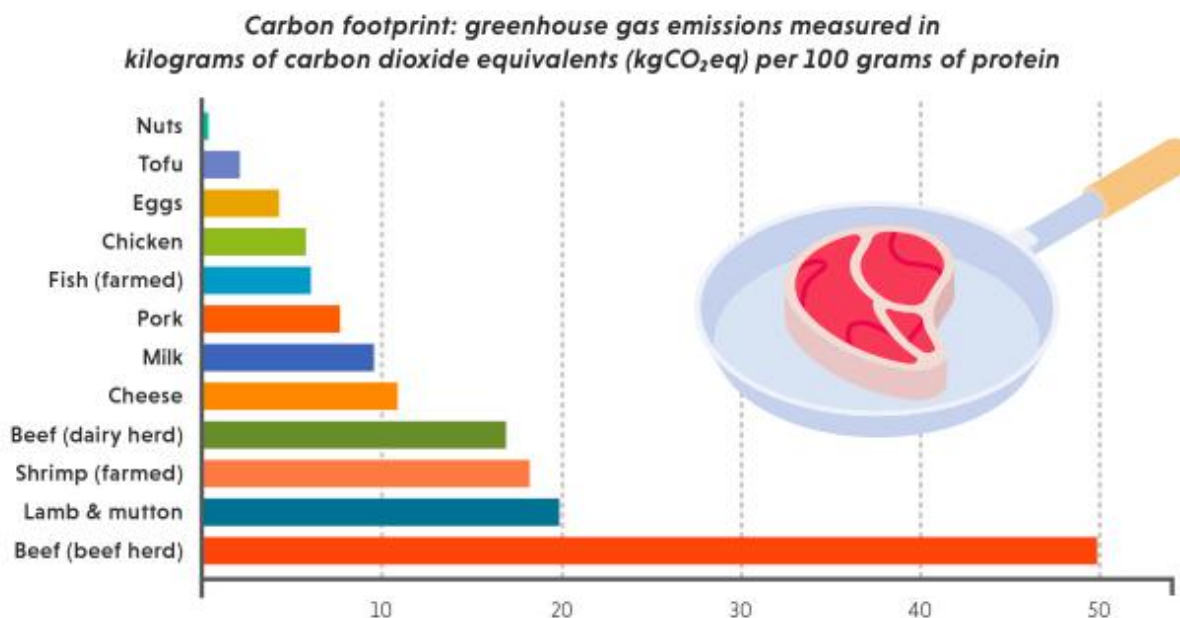 Carbon footprint: greenhouse gas emissions measured in
kilograms of carbon dioxide equivalents (kgCO₂eq) per 100 grams of protein
Nuts
Tofu
Eggs
Chicken
Fish (farmed)
Pork
Milk
Cheese
Beef (dairy herd)
Shrimp (farmed)
Lamb & mutton
Beef (beef herd)
10 20 30 40 50